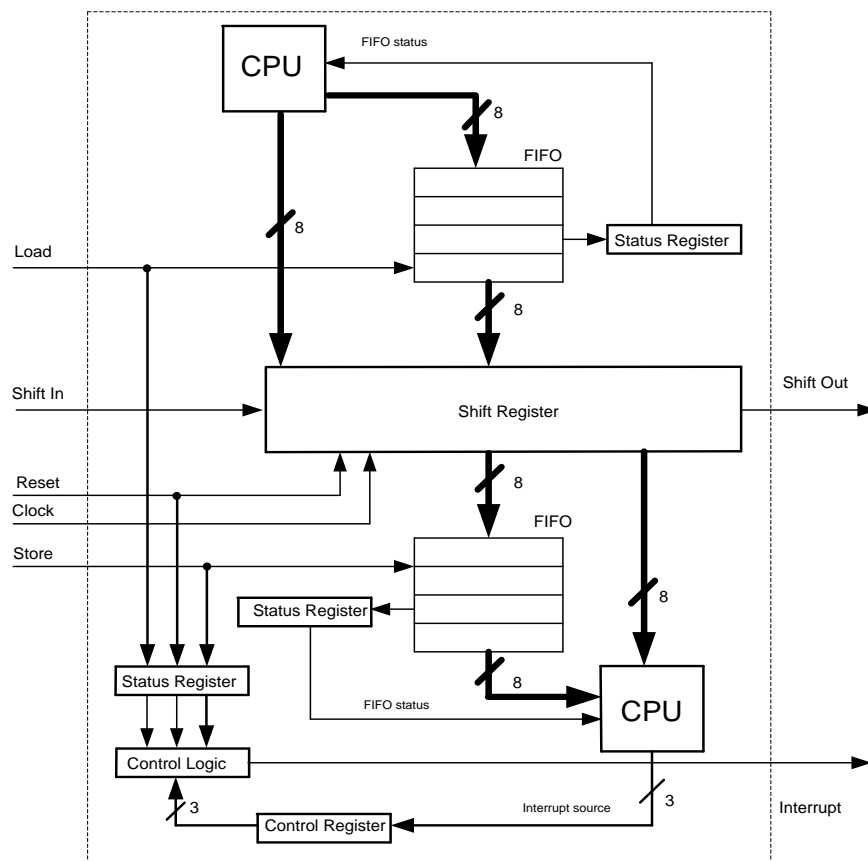 FIFO status
CPU
8
FIFO
8
Status Register
Load
8
Shift In
Shift Register
Shift Out
8
Reset
Clock
FIFO
Store
8
Status Register
Status Register
8
FIFO status
CPU
Control Logic
3
Interrupt source
3
Interrupt
Control Register